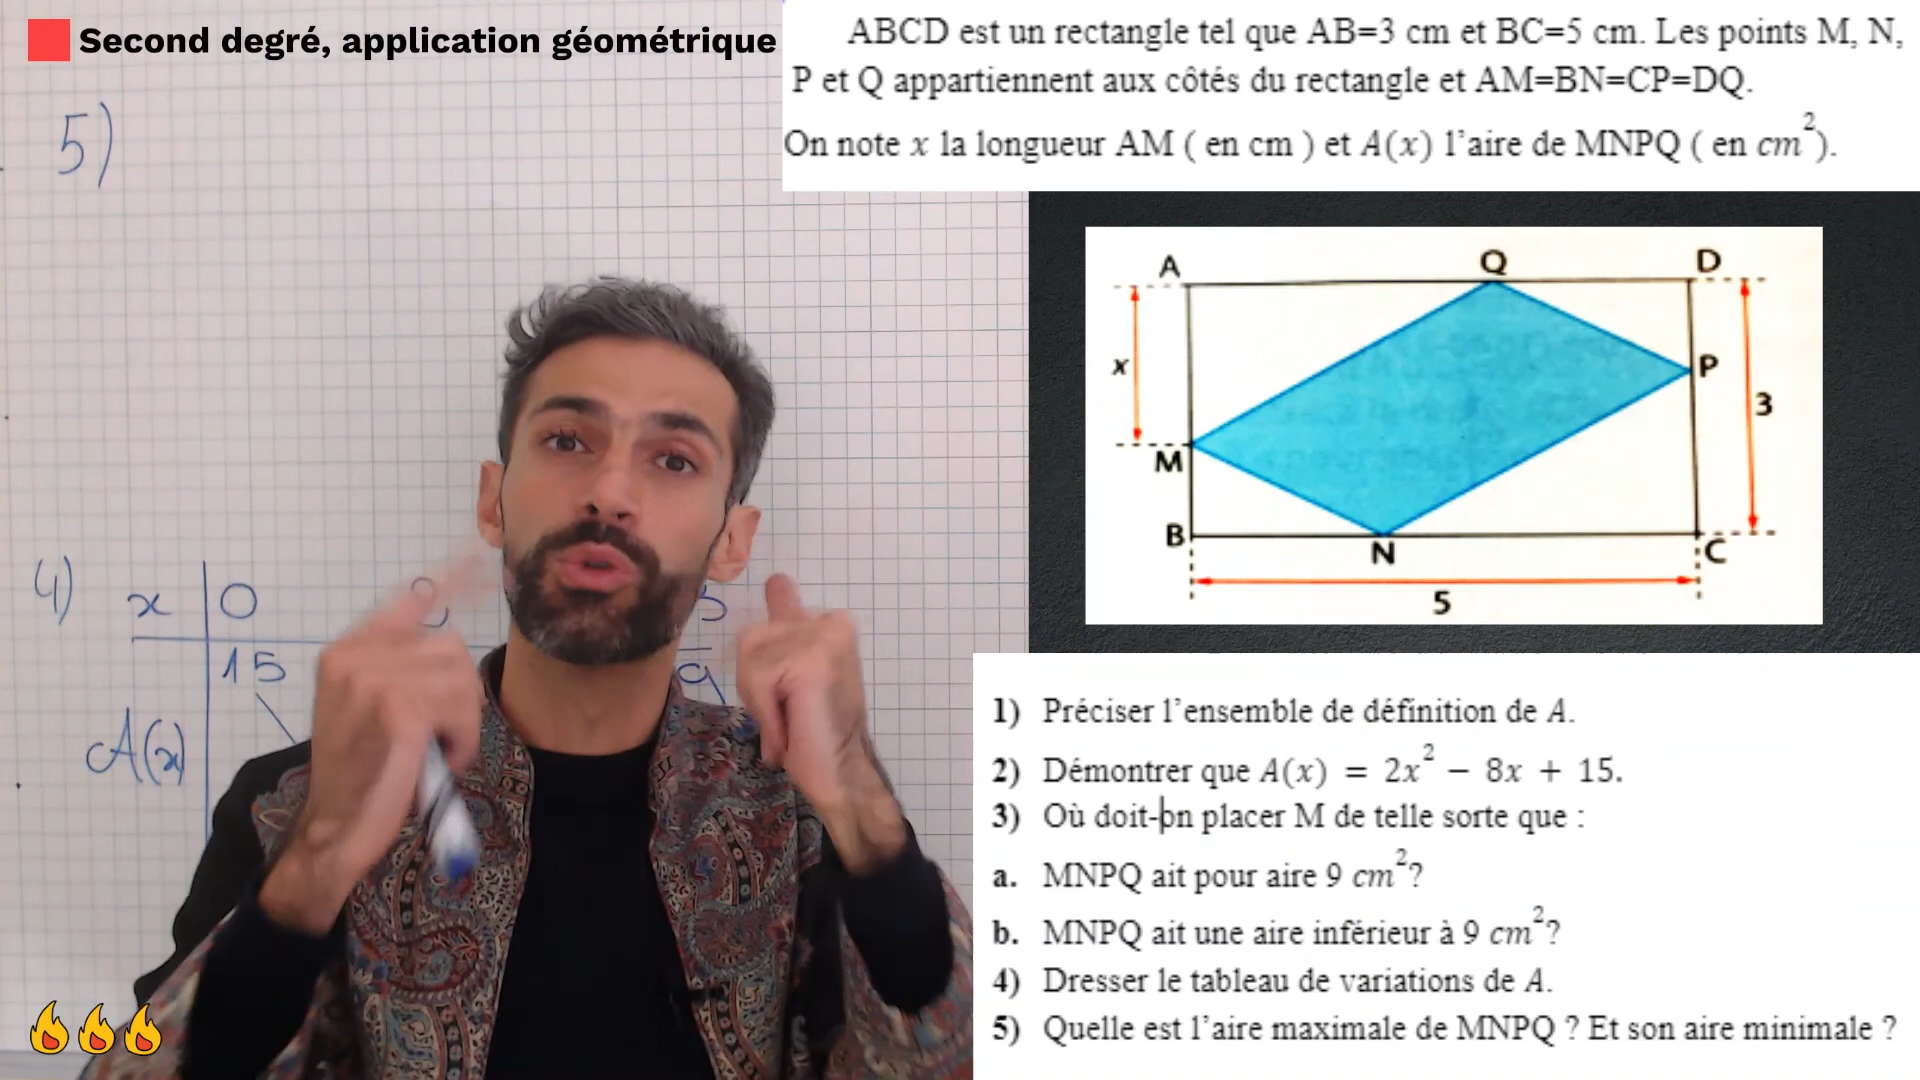 Second degré, application géométrique
ABCD est un rectangle tel que AB=3 cm et BC=5 cm. Les points M, N,
P et Q appartiennent aux côtés du rectangle et AM=BN=CP=DQ.
On note x la longueur AM ( en cm ) et A(x) l’aire de MNPQ ( en cm²).
5)
A
Q
D
x
P
3
M
B
N
C
5
4)
x
0
2
3
15
9
A(x)
1) Préciser l’ensemble de définition de A.
2) Démontrer que A(x) = 2x² − 8x + 15.
3) Où doit-on placer M de telle sorte que :
a. MNPQ ait pour aire 9 cm²?
b. MNPQ ait une aire inférieur à 9 cm²?
4) Dresser le tableau de variations de A.
5) Quelle est l’aire maximale de MNPQ ? Et son aire minimale ?